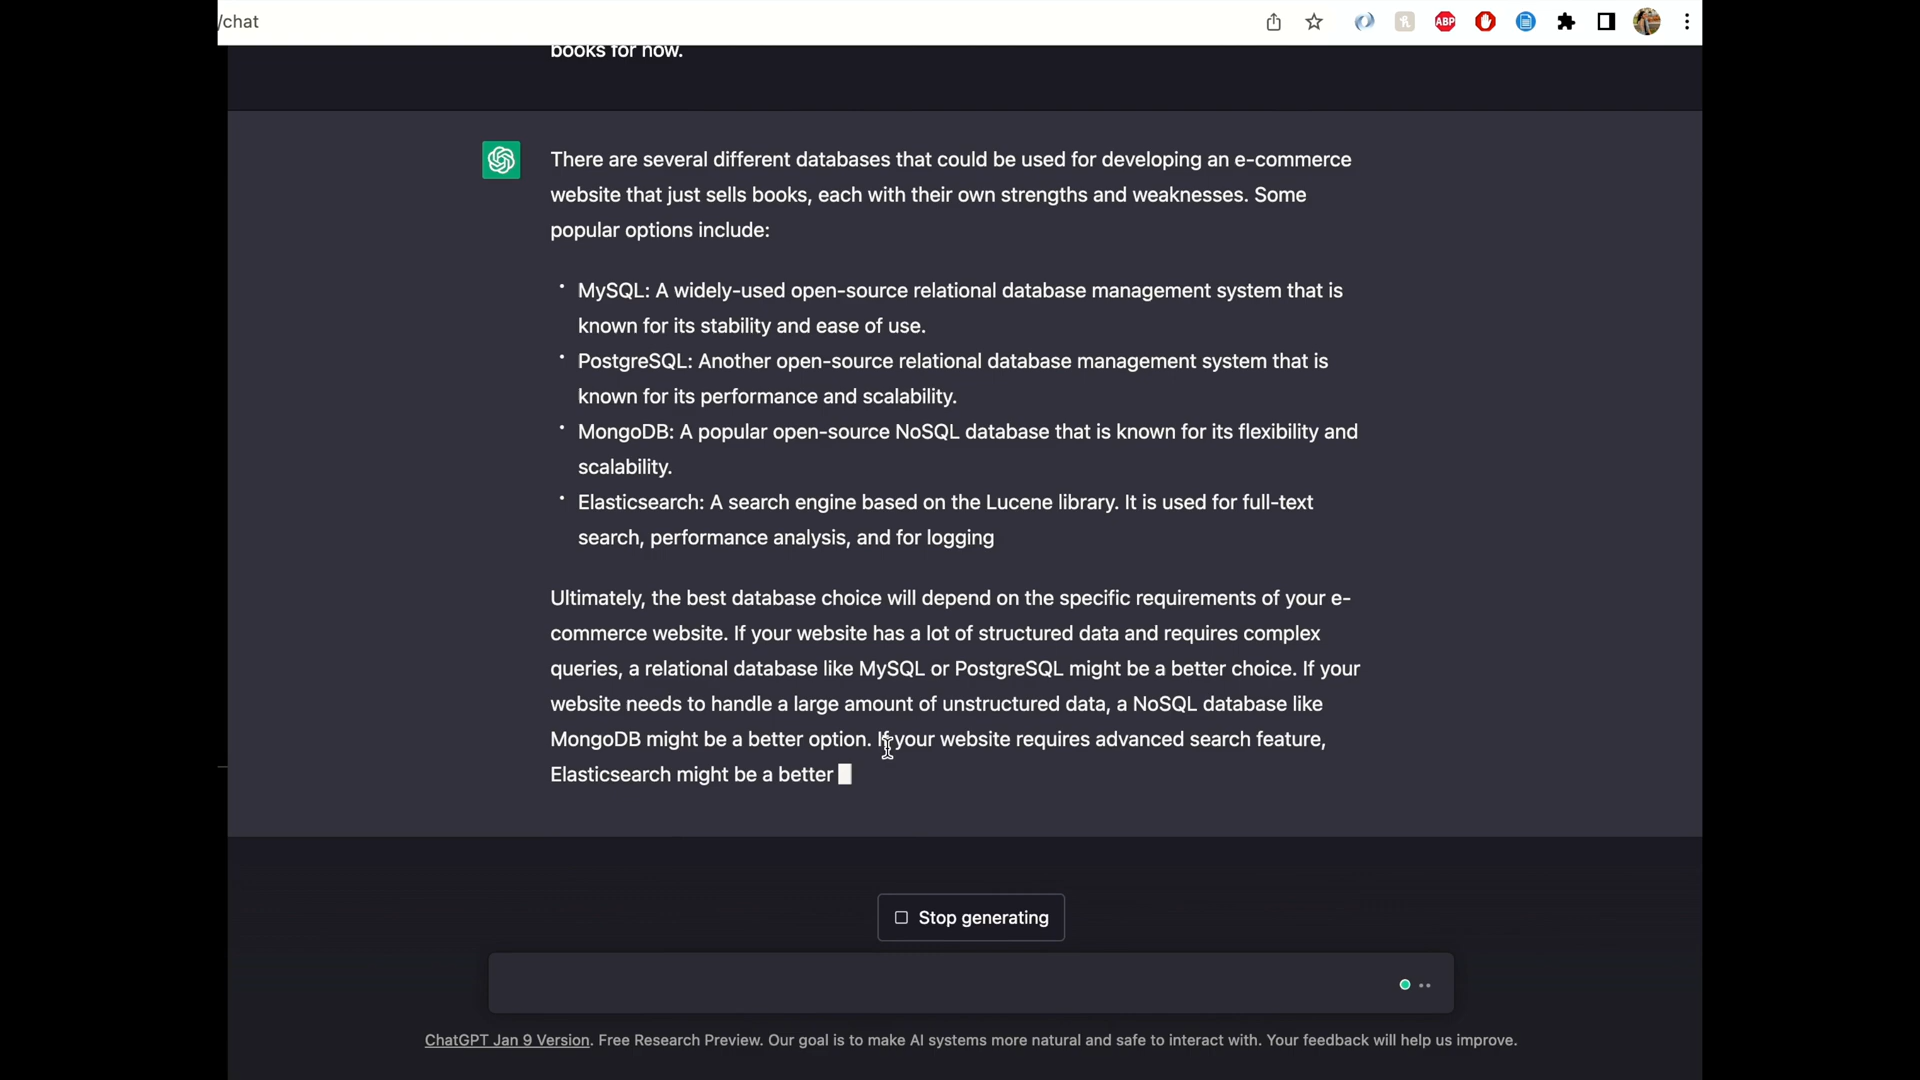 /chat
ABP
books for now.
There are several different databases that could be used for developing an e-commerce
website that just sells books, each with their own strengths and weaknesses. Some
popular options include:
• MySQL: A widely-used open-source relational database management system that is
known for its stability and ease of use.
• PostgreSQL: Another open-source relational database management system that is
known for its performance and scalability.
• MongoDB: A popular open-source NoSQL database that is known for its flexibility and
scalability.
• Elasticsearch: A search engine based on the Lucene library. It is used for full-text
search, performance analysis, and for logging
Ultimately, the best database choice will depend on the specific requirements of your e-
commerce website. If your website has a lot of structured data and requires complex
queries, a relational database like MySQL or PostgreSQL might be a better choice. If your
website needs to handle a large amount of unstructured data, a NoSQL database like
MongoDB might be a better option. If your website requires advanced search feature,
Elasticsearch might be a better
Stop generating
ChatGPT Jan 9 Version. Free Research Preview. Our goal is to make AI systems more natural and safe to interact with. Your feedback will help us improve.